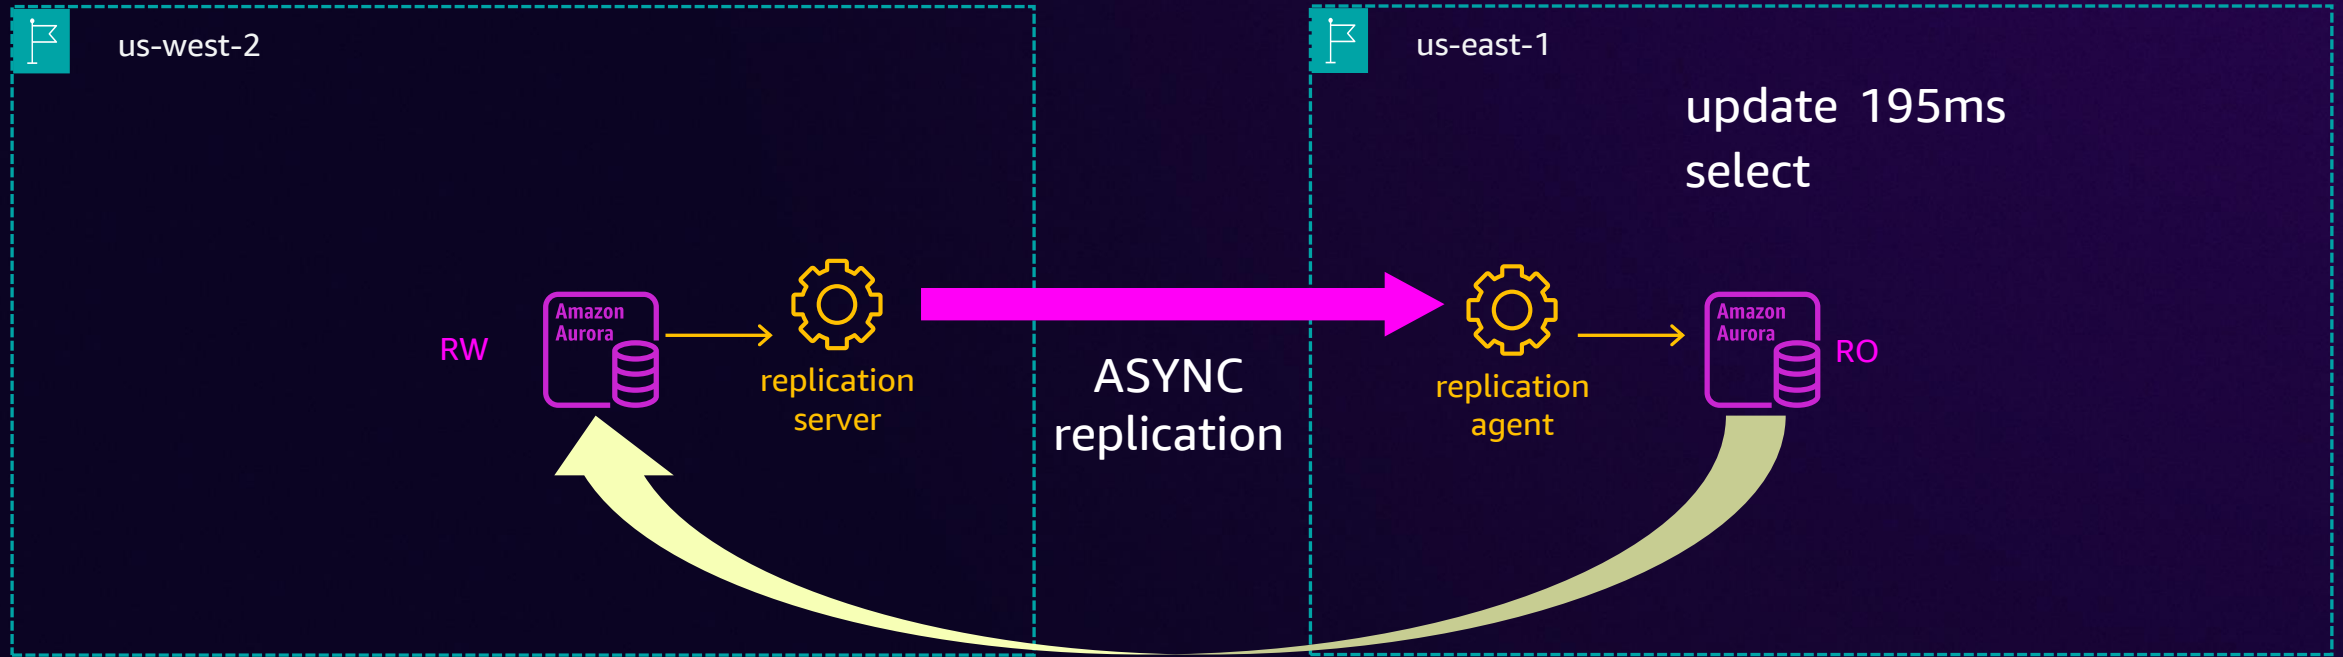 us-west-2
us-east-1
update 195ms
select
RW
Amazon
Aurora
replication
server
ASYNC
replication
replication
agent
Amazon
Aurora
RO